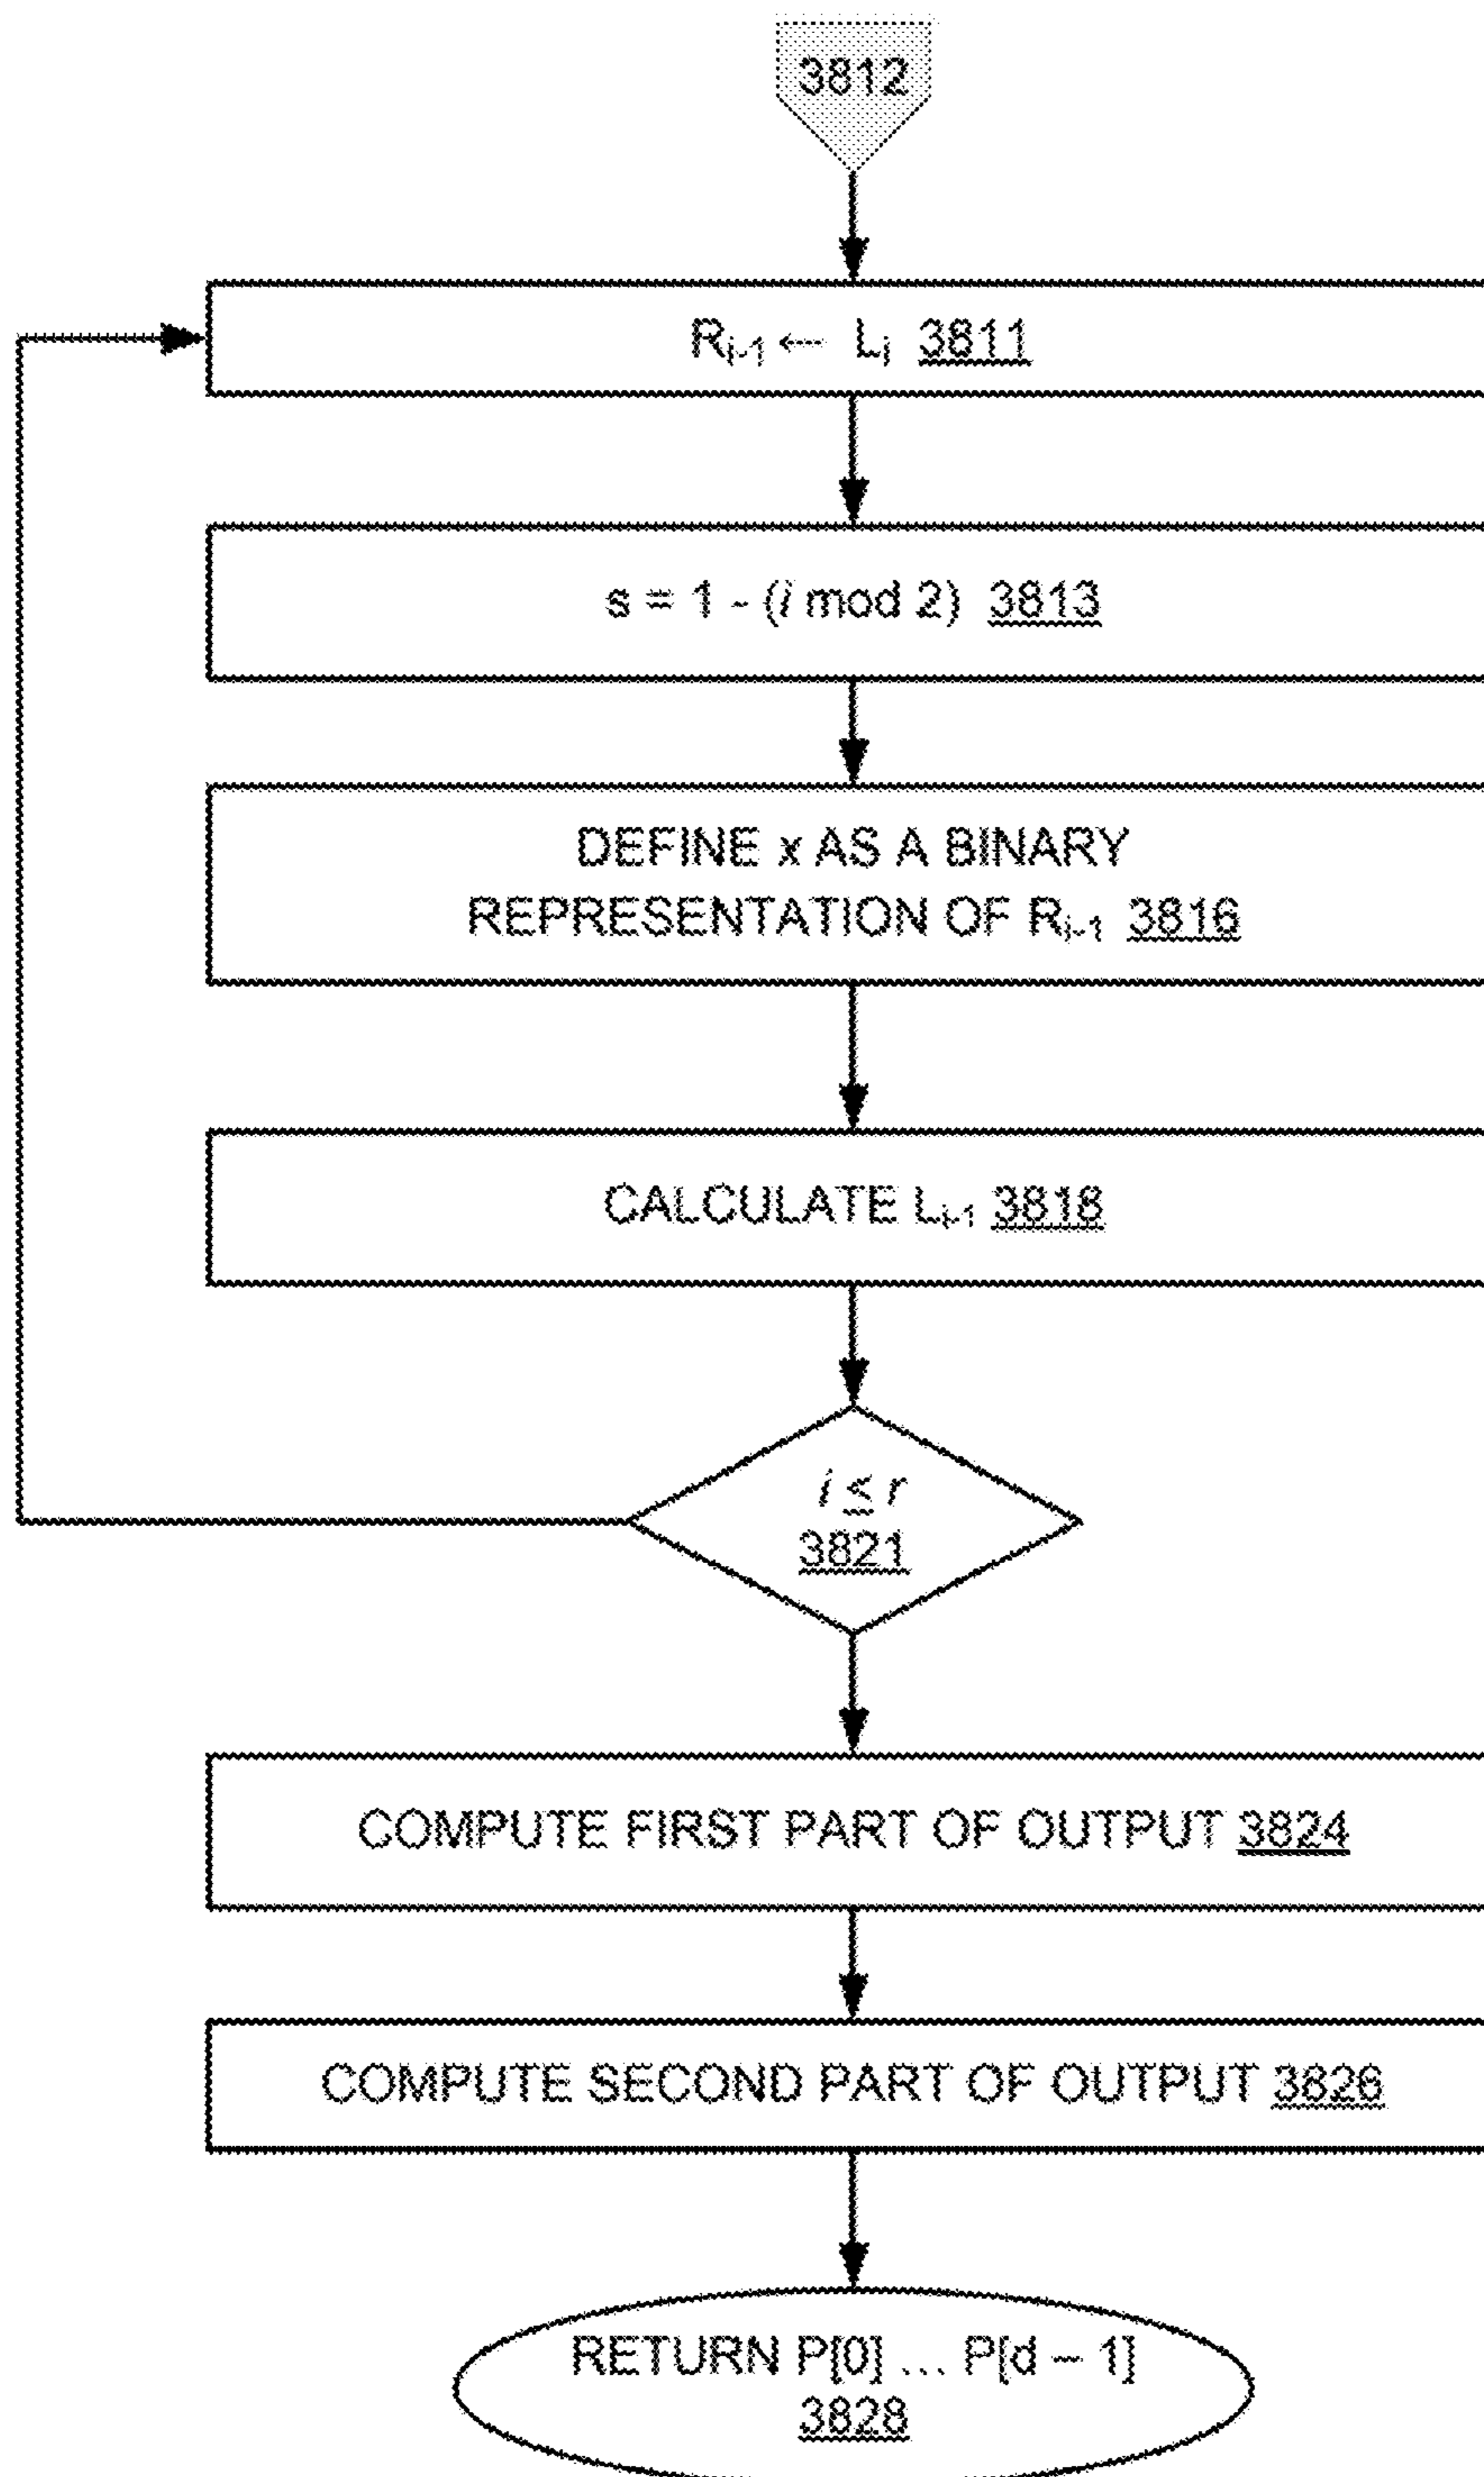 3812
Rᵢ₋₁ ← Lᵢ 3811
s = 1 - (i mod 2) 3813
DEFINE x AS A BINARY
REPRESENTATION OF Rᵢ₋₁ 3816
CALCULATE Lᵢ₋₁ 3818
i ≤ r
3821
COMPUTE FIRST PART OF OUTPUT 3824
COMPUTE SECOND PART OF OUTPUT 3826
RETURN P[0] ... P[d – 1]
3828